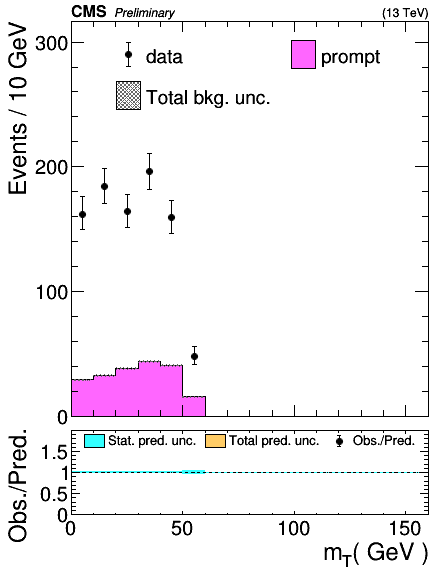 CMS Preliminary (13 TeV)
300
data
prompt
Total bkg. unc.
Events / 10 GeV
200
100
0
Stat. pred. unc.
Total pred. unc.
Obs./Pred.
Obs./Pred.
1.5
1
0.5
0
0 50 100 150
m_T( GeV )